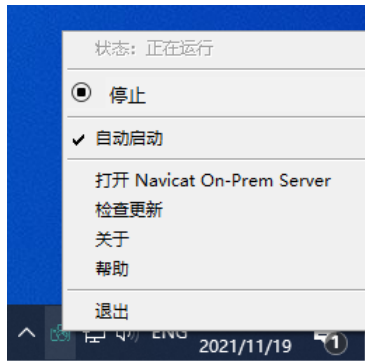 状态: 正在运行
停止
自动启动
打开 Navicat On-Prem Server
检查更新
关于
帮助
退出
ENG
2021/11/19
1